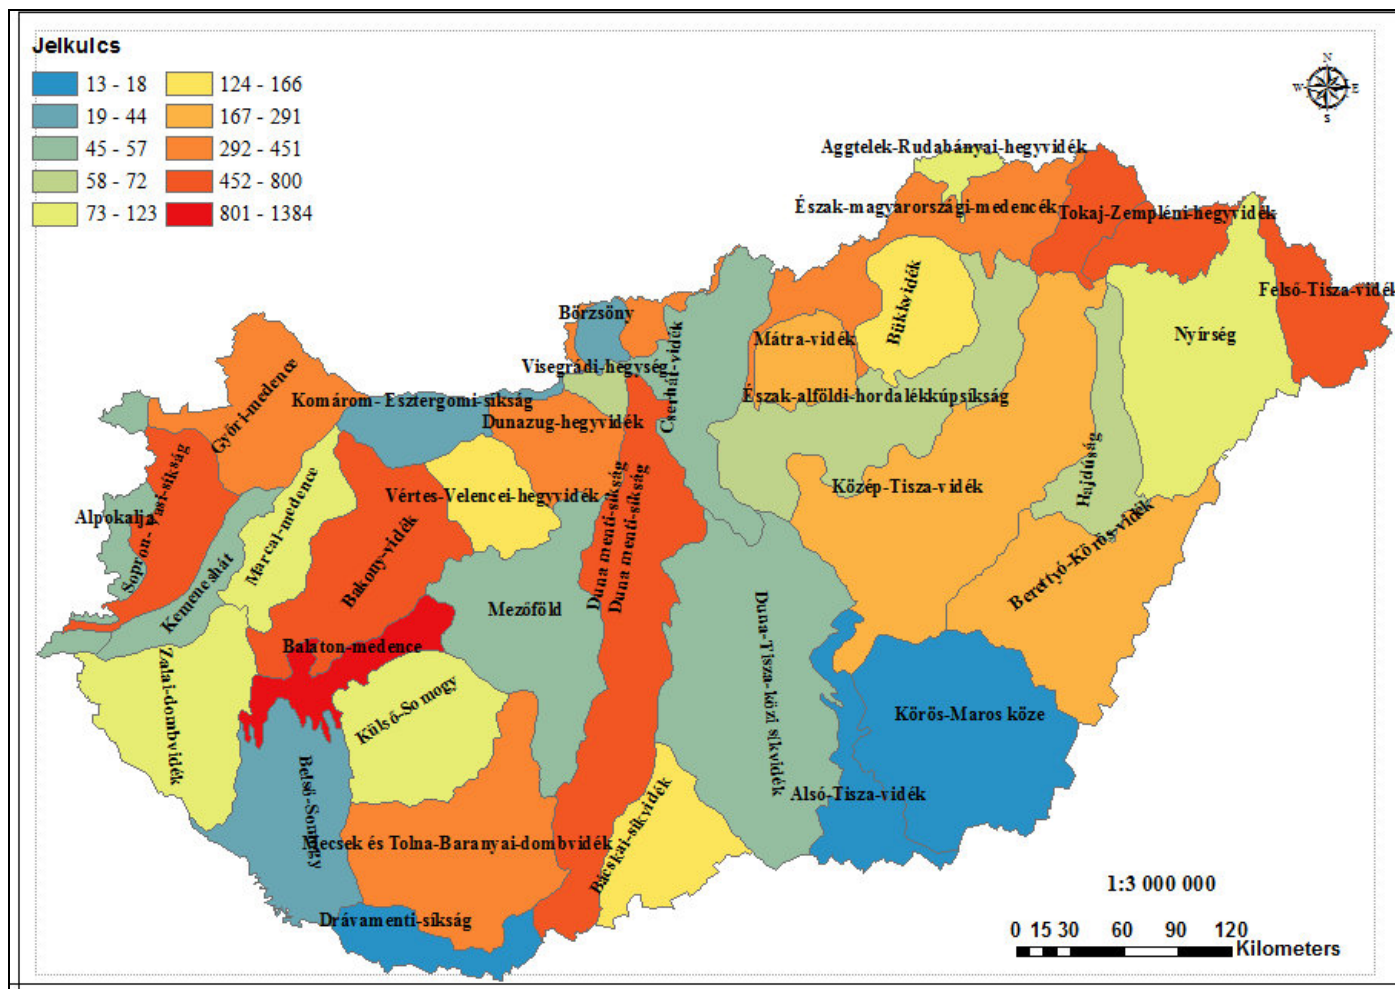 Jelkulcs
13 - 18
19 - 44
45 - 57
58 - 72
73 - 123
124 - 166
167 - 291
292 - 451
452 - 800
801 - 1384
N
W
E
S
Aggtelek-Rudabányai-hegyvidék
Észak-magyarországi-medencék
Tokaj-Zempléni-hegyvidék
Felső-Tisza-vidék
Börzsöny
Bükkvidék
Nyírség
Mátra-vidék
Visegrádi-hegység
Cserhát-vidék
Győri-medence
Komárom- Esztergomi-síkság
Észak-alföldi-hordalékkúpsíkság
Dunazug-hegyvidék
Hajdúság
Közép-Tisza-vidék
Vértes-Velencei-hegyvidék
Marcal-medence
Alpokalja
Sopron- Vasi-síkság
Duna menti-síkság
Duna menti-síkság
Bakony-vidék
Kemeneshát
Berettyó-Körös-vidék
Mezőföld
Balaton-medence
Duna-Tisza-közi síkvidék
Zalai-dombvidék
Külső-Somogy
Körös-Maros köze
Belső-Somogy
Alsó-Tisza-vidék
Mecsek és Tolna-Baranyai-dombvidék
Bácskai-síkvidék
Drávamenti-síkság
1:3 000 000
0 15 30 60 90 120
Kilometers